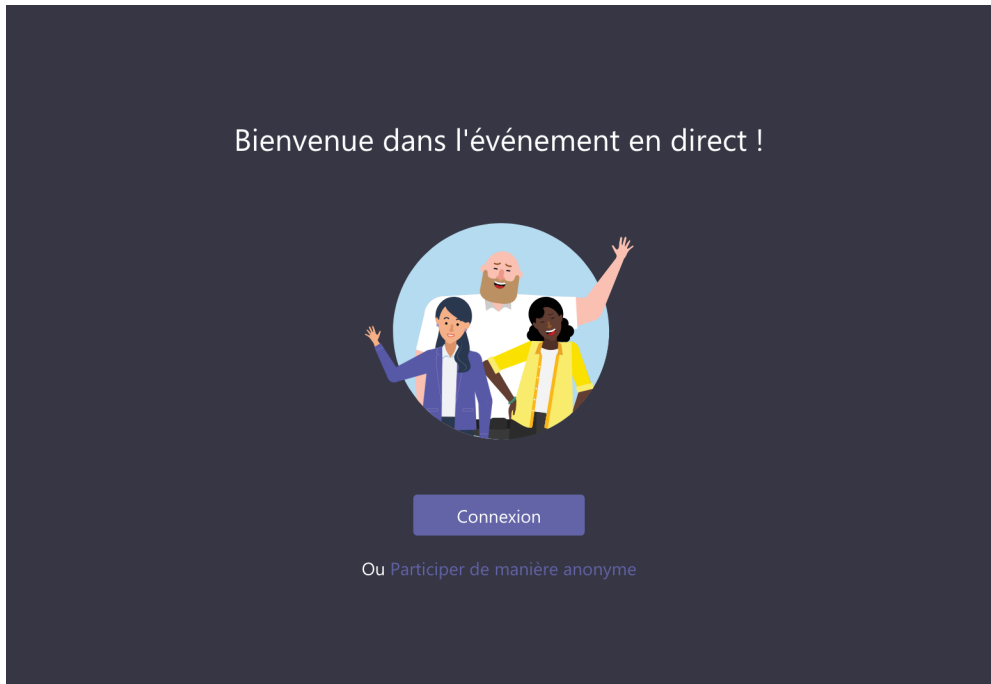 Bienvenue dans l'événement en direct !
Connexion
Ou Participer de manière anonyme